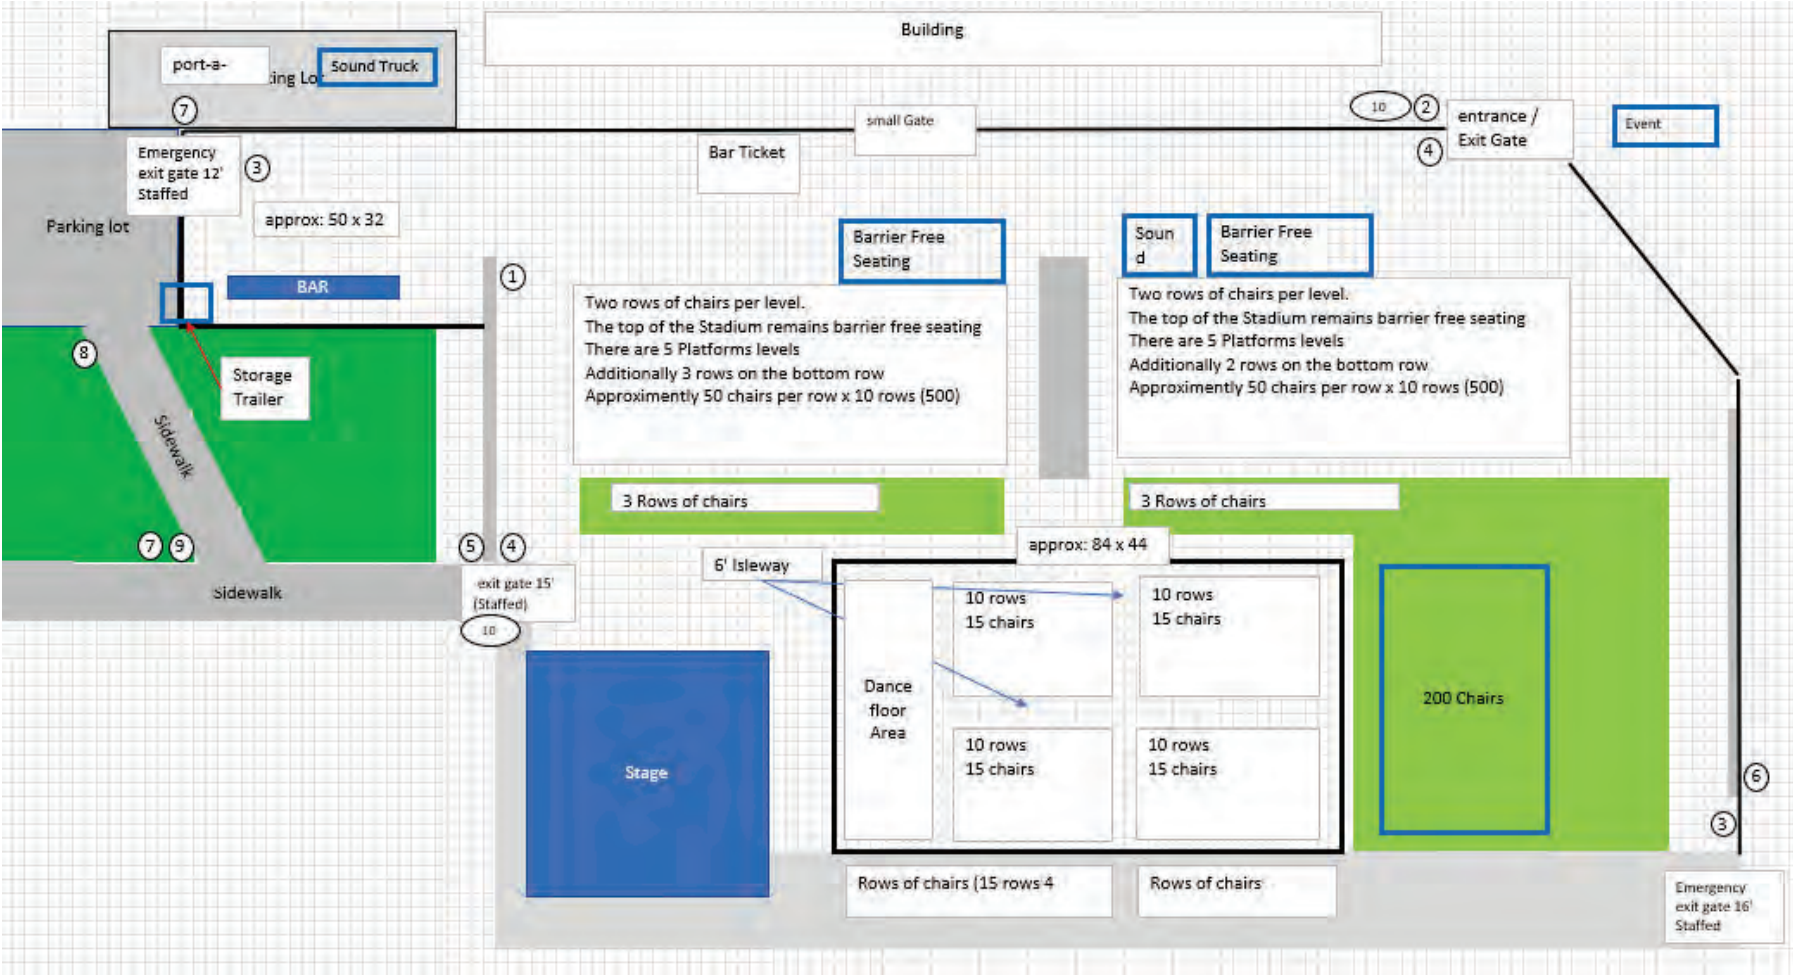 Building
port-a-
Sound Truck
king Lot
7
small Gate
10
2
entrance /
Exit Gate
Event
Emergency
exit gate 12'
Staffed
3
Bar Ticket
4
Parking lot
approx: 50 x 32
Barrier Free
Seating
Soun
d
Barrier Free
Seating
BAR
1
Two rows of chairs per level.
The top of the Stadium remains barrier free seating
There are 5 Platforms levels
Additionally 3 rows on the bottom row
Approximently 50 chairs per row x 10 rows (500)
Two rows of chairs per level.
The top of the Stadium remains barrier free seating
There are 5 Platforms levels
Additionally 2 rows on the bottom row
Approximently 50 chairs per row x 10 rows (500)
8
Storage
Trailer
Sidewalk
3 Rows of chairs
3 Rows of chairs
7
9
5
4
approx: 84 x 44
6' Isleway
Sidewalk
exit gate 15'
(Staffed)
10
10 rows
15 chairs
10 rows
15 chairs
Dance
floor
Area
200 Chairs
10 rows
15 chairs
10 rows
15 chairs
Stage
6
3
Rows of chairs (15 rows 4
Rows of chairs
Emergency
exit gate 16'
Staffed